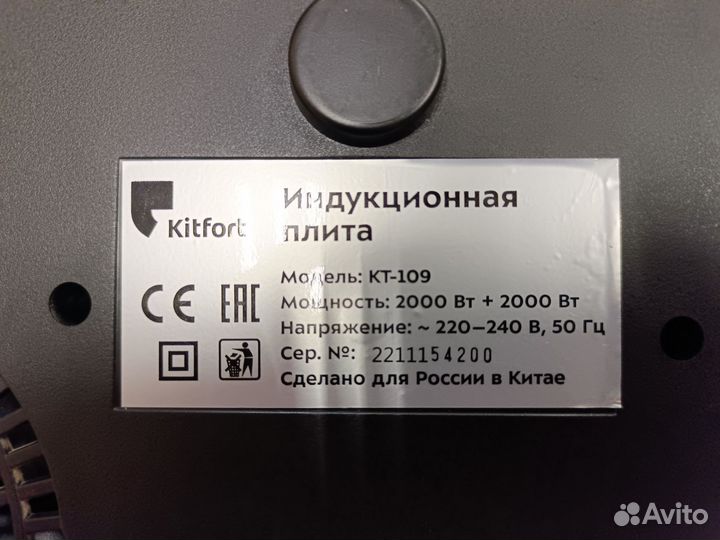 Kitfort
Индукционная
плита
Модель: КТ-109
Мощность: 2000 Вт + 2000 Вт
Напряжение: ~ 220–240 В, 50 Гц
Сер. №: 2211154200
Сделано для России в Китае
CE EAC
Avito